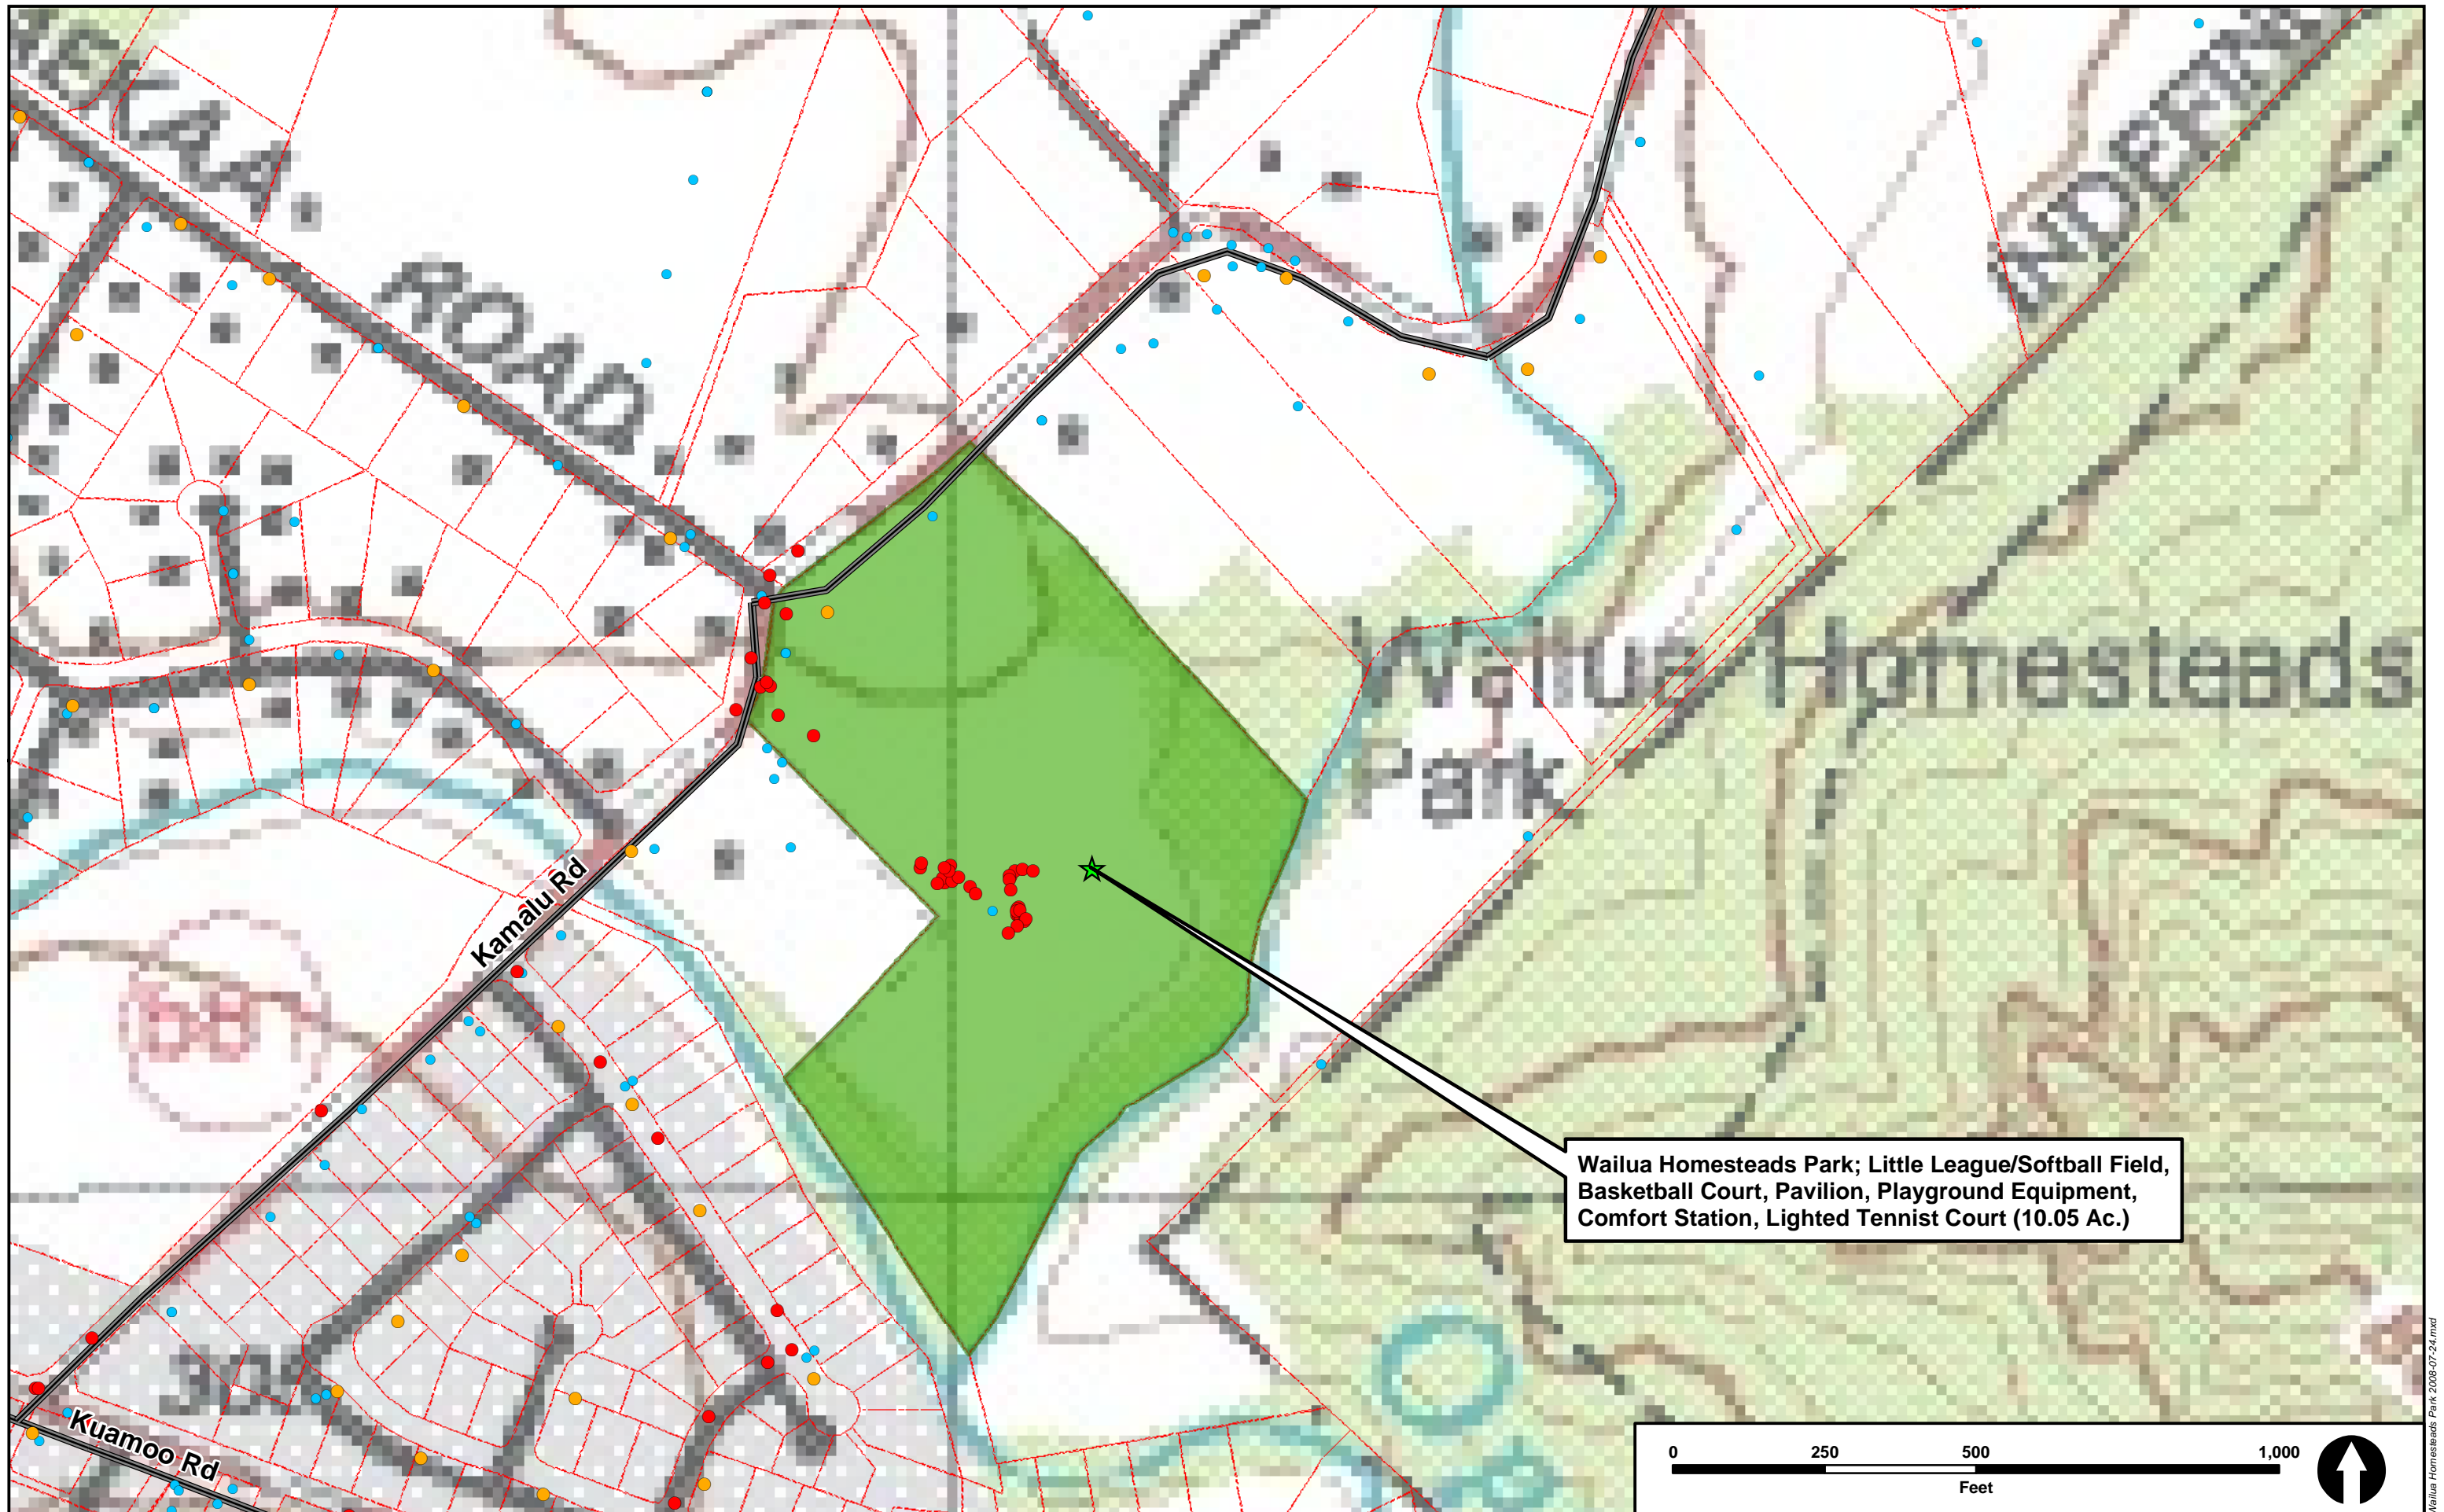 EKAA
ROAD
ANDERIN
Wailua Homesteads
Park
Kamalu Rd
Kuamoo Rd
Wailua Homesteads Park; Little League/Softball Field,
Basketball Court, Pavilion, Playground Equipment,
Comfort Station, Lighted Tennist Court (10.05 Ac.)
0 250 500 1,000
Feet
Wailua Homesteads Park 2008-07-24.mxd